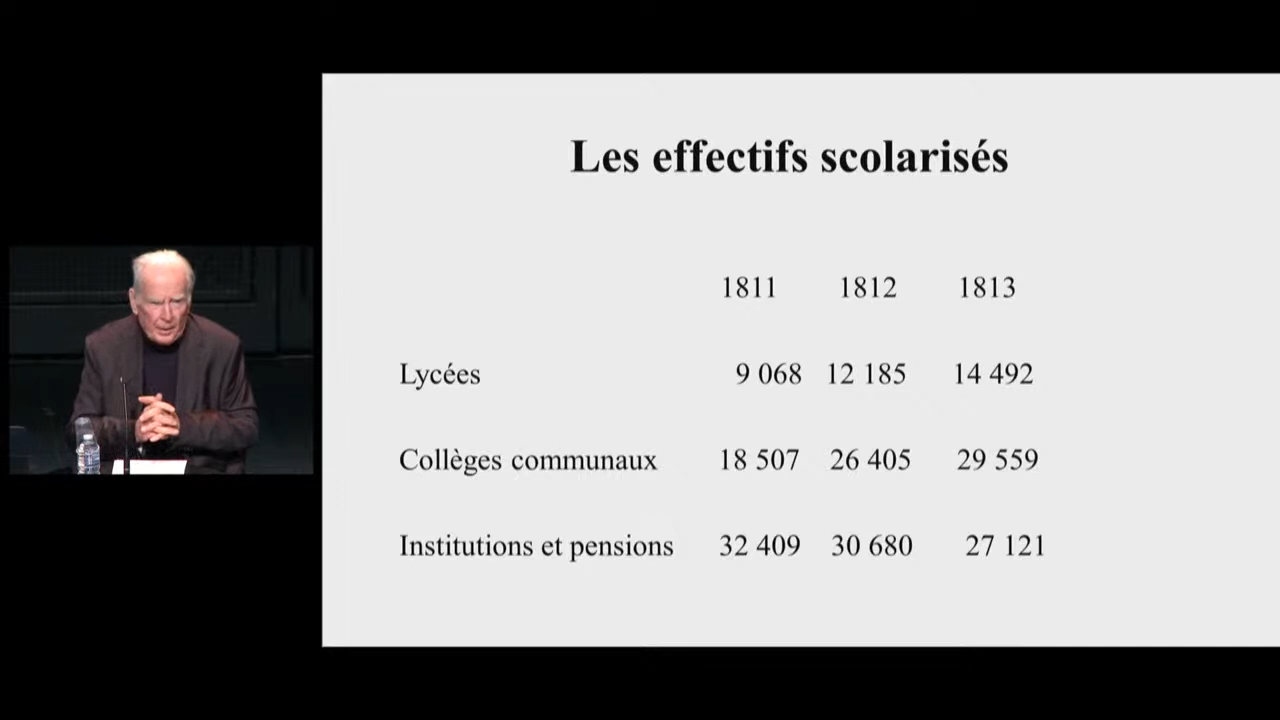 Les effectifs scolarisés
1811 1812 1813
Lycées 9 068 12 185 14 492
Collèges communaux 18 507 26 405 29 559
Institutions et pensions 32 409 30 680 27 121